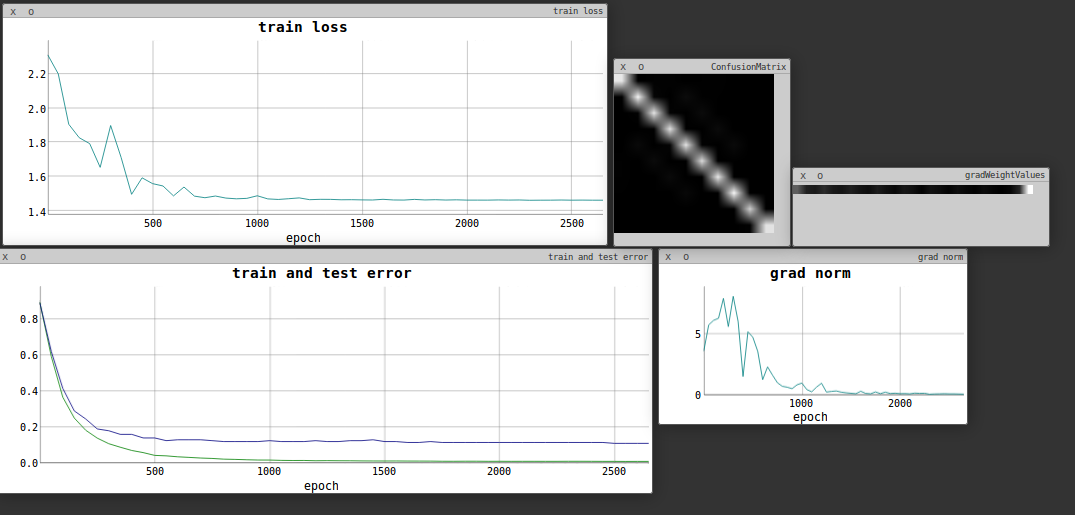 x o train loss
train loss
2.2
2.0
1.8
1.6
1.4
500 1000 1500 2000 2500
epoch
x o ConfusionMatrix
x o gradWeightValues
x o train and test error
train and test error
0.8
0.6
0.4
0.2
0.0
500 1000 1500 2000 2500
epoch
x o grad norm
grad norm
5
0
1000 2000
epoch